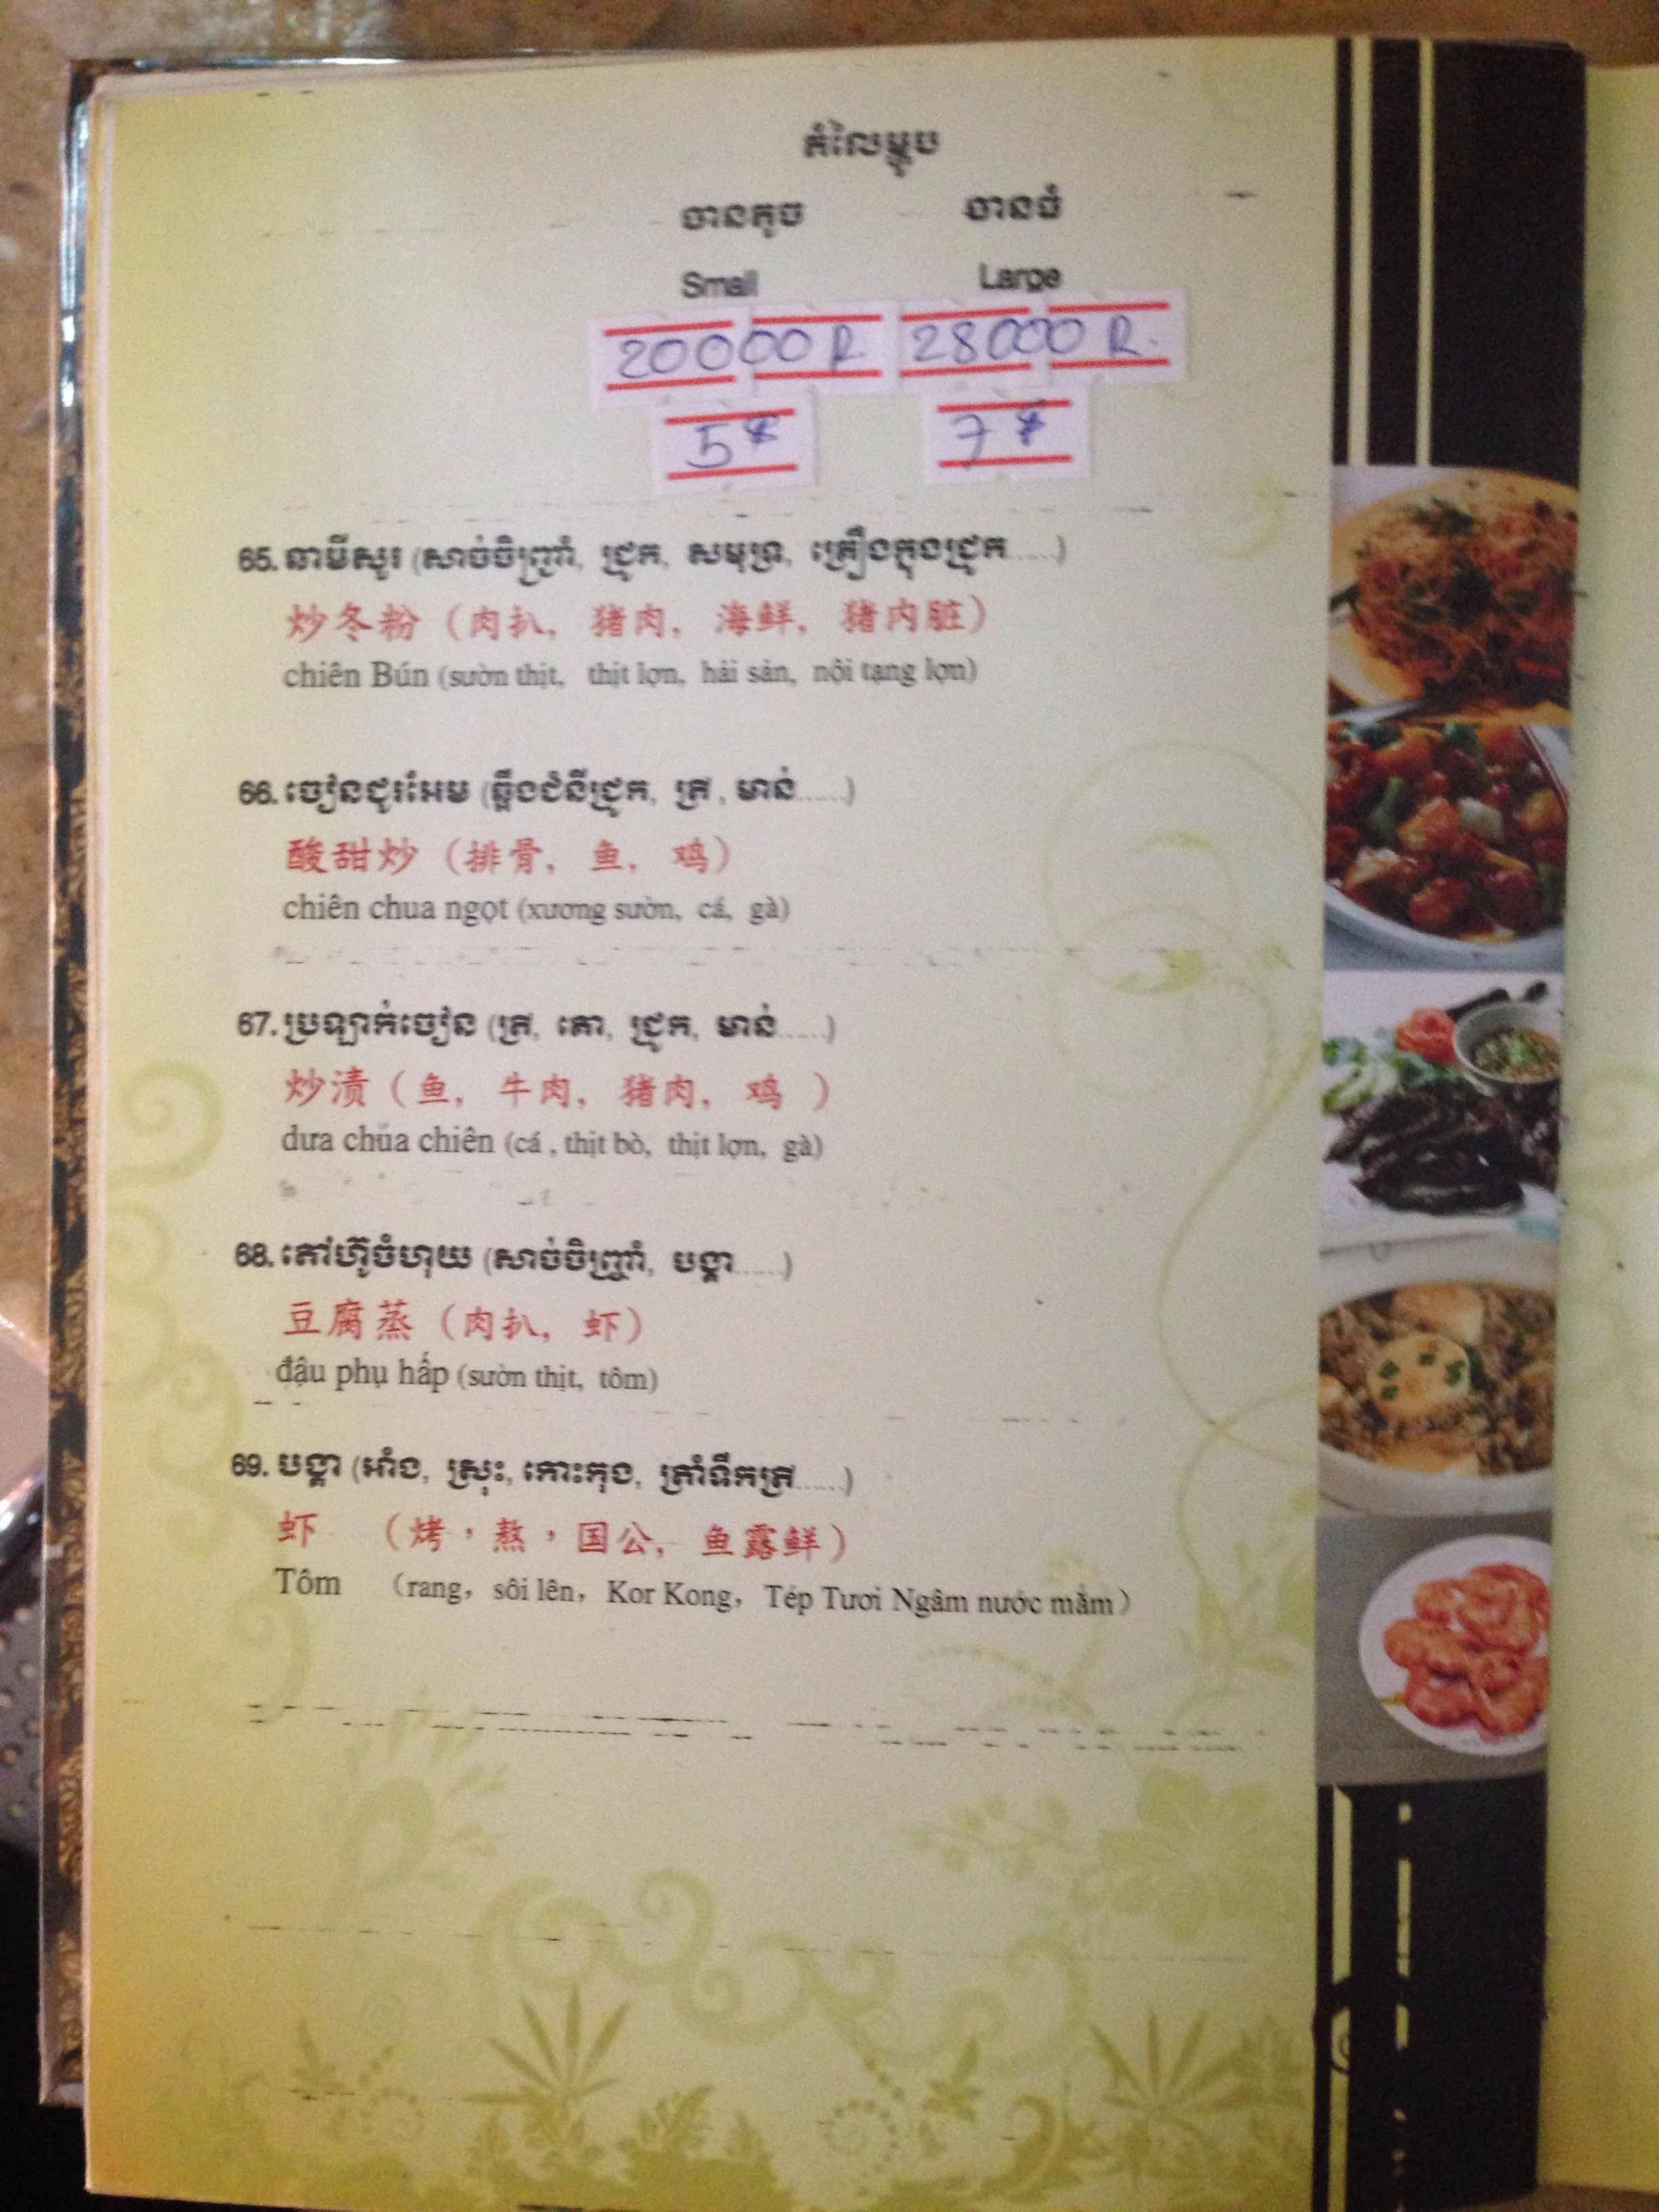 តំលៃម្ហូប
ចានតូច ចានធំ
Small Large
20000 R 28000 R.
5$ 7$
65. ឆាមីសួរ (សាច់ចិញ្ច្រាំ, ជ្រូក, សមុទ្រ, គ្រឿងក្នុងជ្រូក......)
炒冬粉（肉扒，猪肉，海鲜，猪内脏）
chiên Bún (sườn thịt, thịt lợn, hải sản, nội tạng lợn)
66. ចៀនជូរអែម (ឆ្អឹងជំនីជ្រូក, ត្រី, មាន់......)
酸甜炒（排骨，鱼，鸡）
chiên chua ngọt (xương sườn, cá, gà)
67. ប្រឡាក់ចៀន (ត្រី, គោ, ជ្រូក, មាន់......)
炒渍（鱼，牛肉，猪肉，鸡）
dưa chua chiên (cá , thịt bò, thịt lợn, gà)
68. តៅហ៊ូចំហុយ (សាច់ចិញ្ច្រាំ, បង្គា......)
豆腐蒸（肉扒，虾）
đậu phụ hấp (sườn thịt, tôm)
69. បង្គា (អាំង, ស្រុះ, កោះកុង, ត្រាំទឹកត្រី......)
虾 （烤，熬，国公，鱼露鲜）
Tôm （rang，sôi lên，Kor Kong，Tép Tươi Ngâm nước mắm）